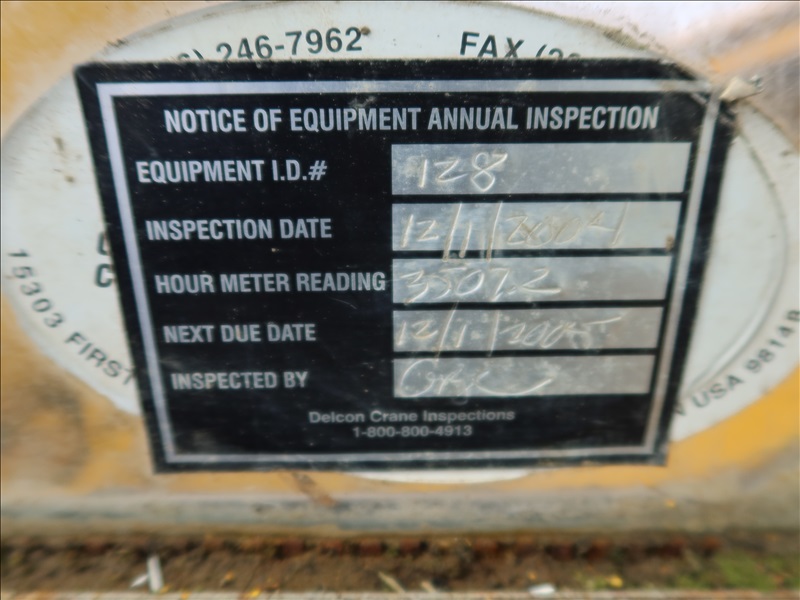 246-7962 FAX
NOTICE OF EQUIPMENT ANNUAL INSPECTION
EQUIPMENT I.D.# 128
INSPECTION DATE 12/1/2004
HOUR METER READING 3507.2
NEXT DUE DATE 12/1/2005
INSPECTED BY
Delcon Crane Inspections
1-800-800-4913
15303 FIRST
USA 9814